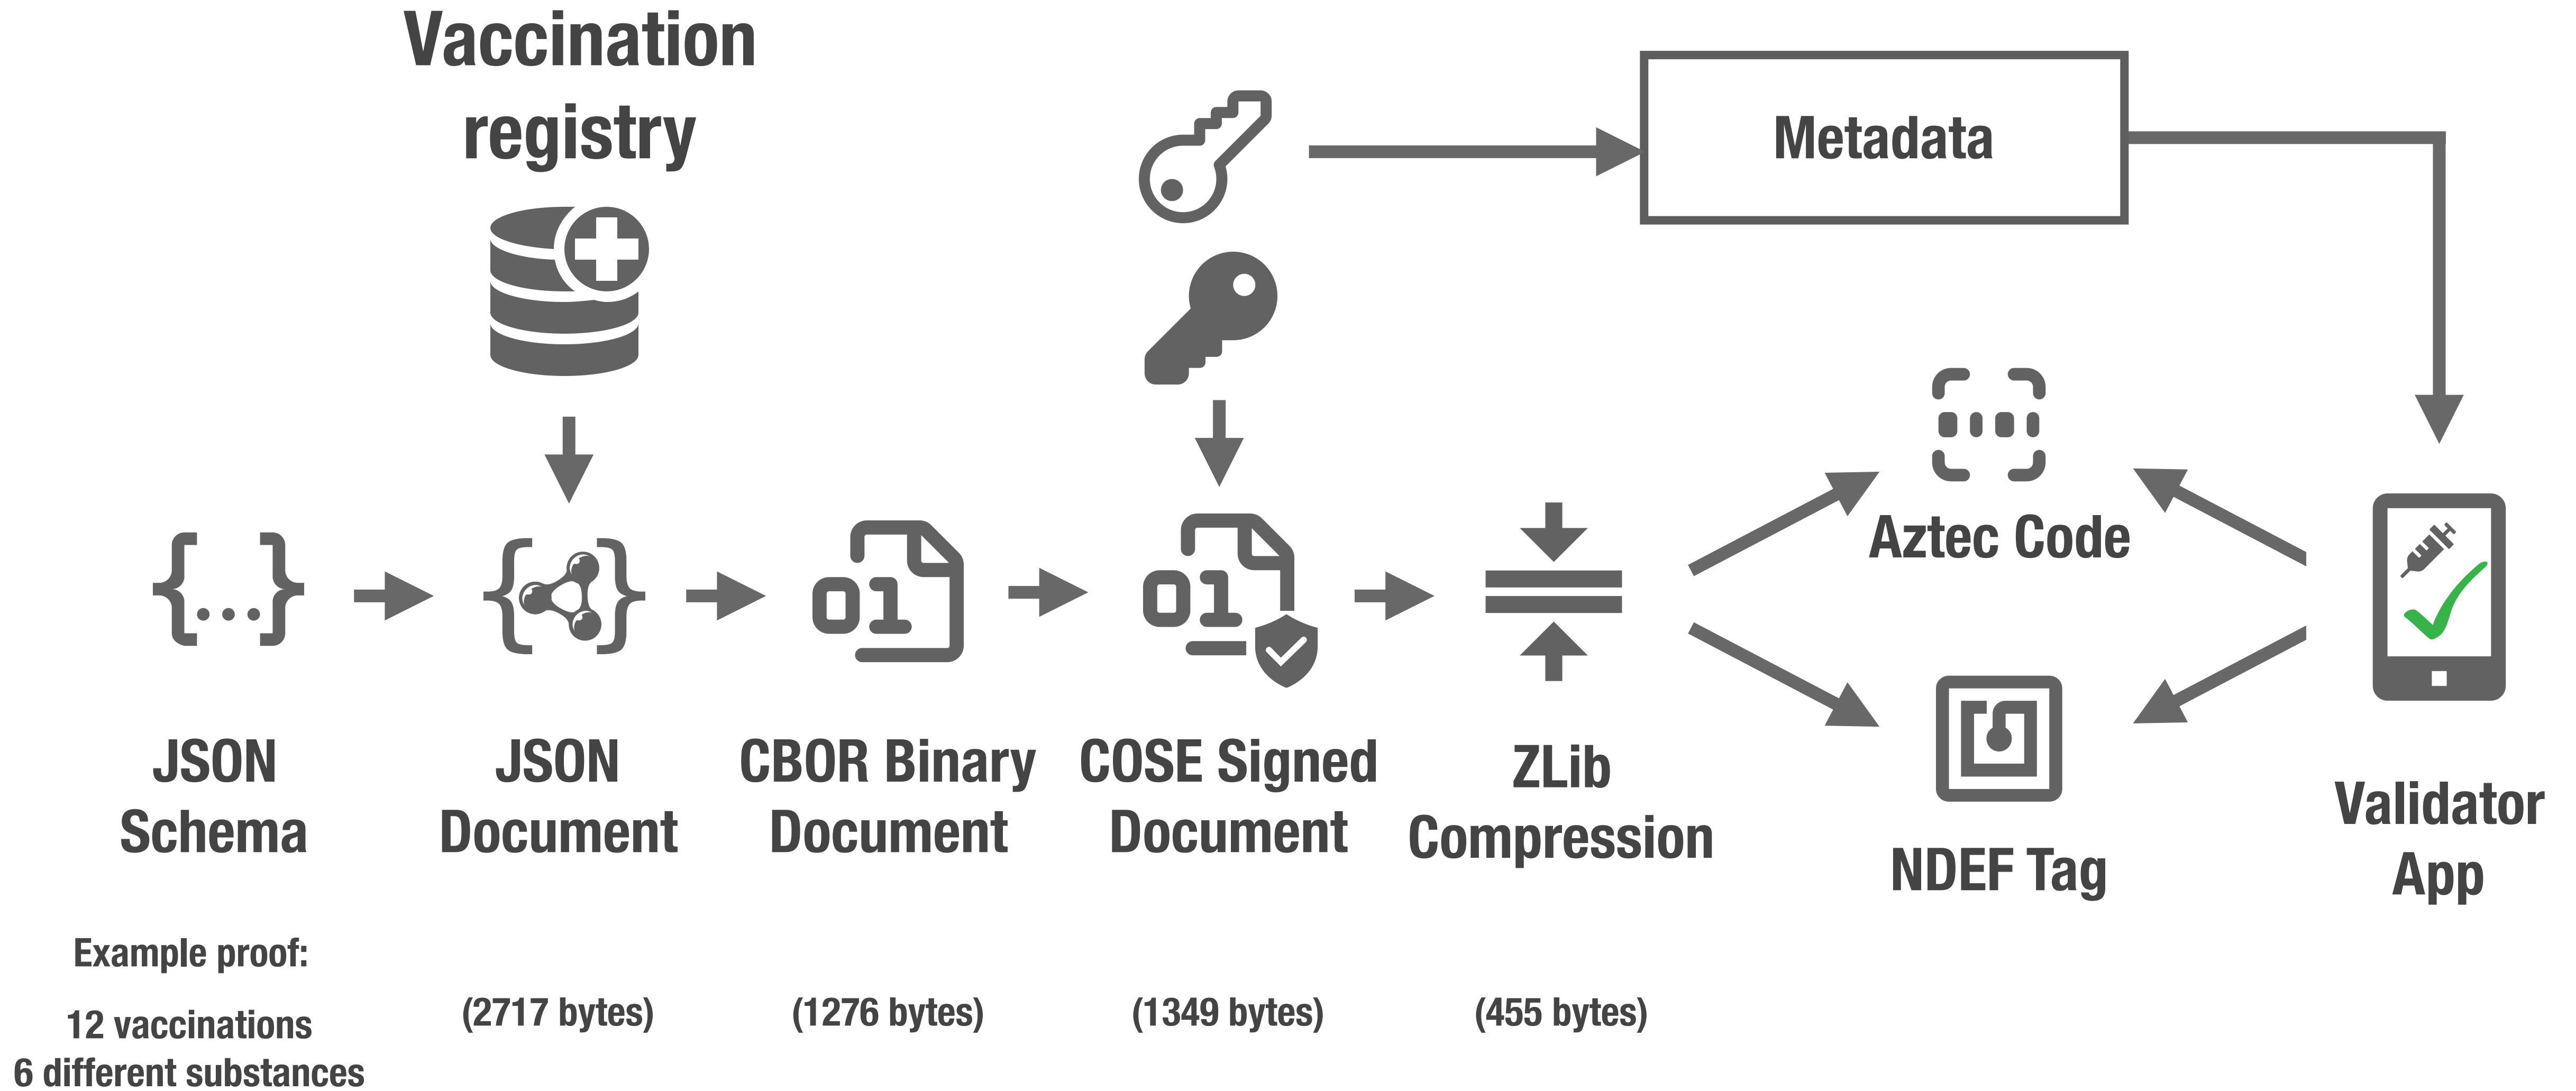 Vaccination
registry
Metadata
Aztec Code
JSON
Schema
JSON
Document
CBOR Binary
Document
COSE Signed
Document
ZLib
Compression
NDEF Tag
Validator
App
Example proof:
12 vaccinations
6 different substances
(2717 bytes)
(1276 bytes)
(1349 bytes)
(455 bytes)